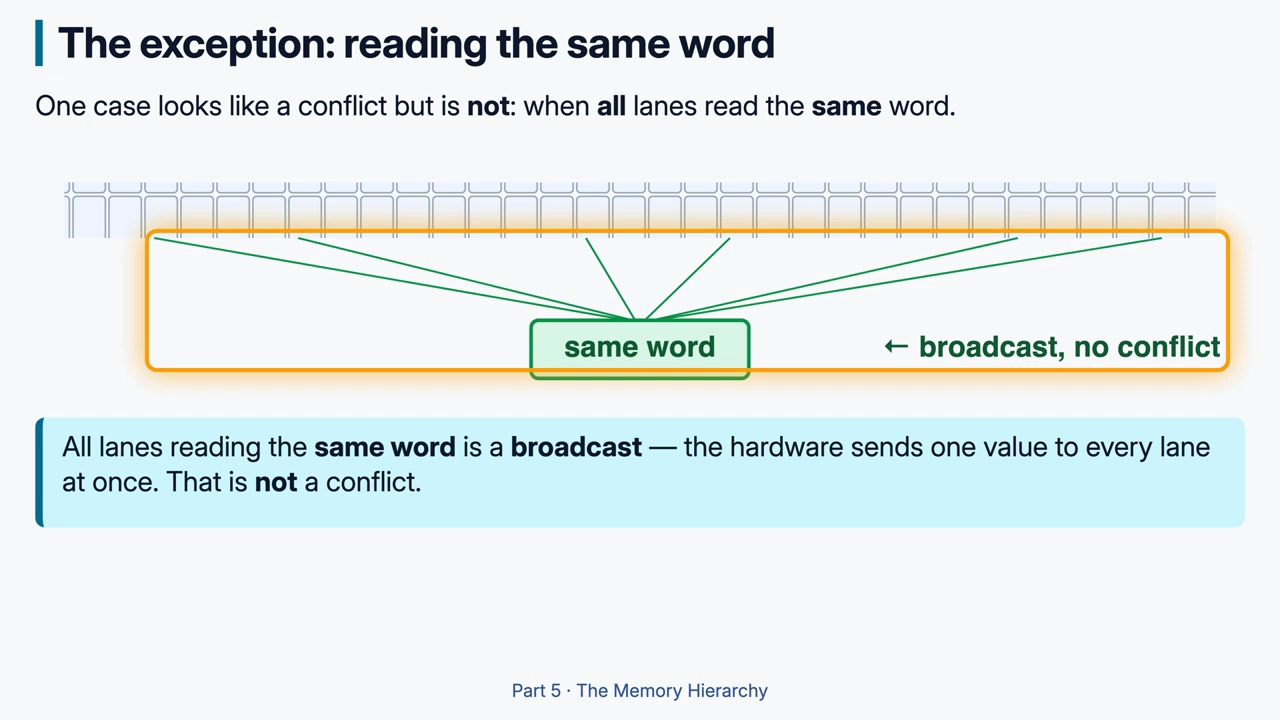 The exception: reading the same word
One case looks like a conflict but is not: when all lanes read the same word.
same word
← broadcast, no conflict
All lanes reading the same word is a broadcast — the hardware sends one value to every lane
at once. That is not a conflict.
Part 5 · The Memory Hierarchy